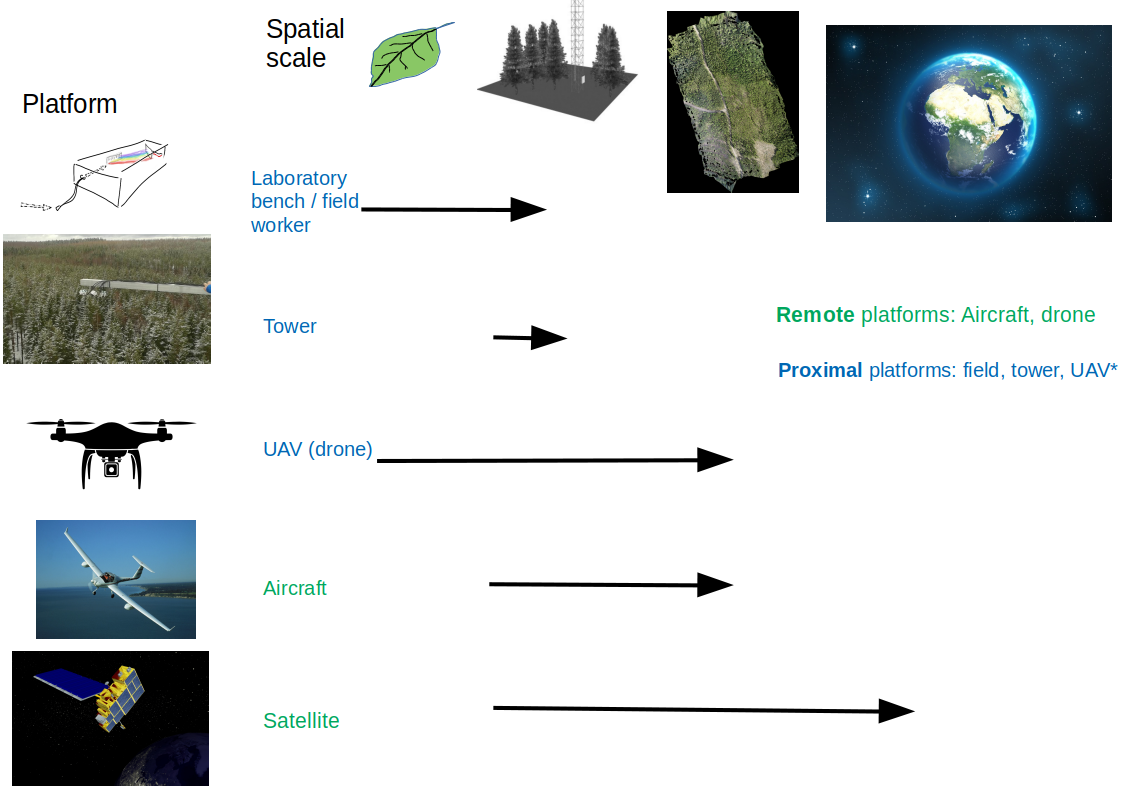 Spatial
scale
Platform
Laboratory
bench / field
worker
Tower
Remote platforms: Aircraft, drone
Proximal platforms: field, tower, UAV*
UAV (drone)
Aircraft
Satellite